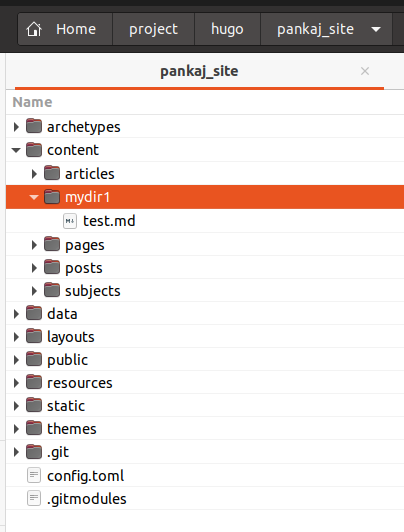 Home project hugo pankaj_site
pankaj_site
Name
archetypes
content
articles
mydir1
test.md
pages
posts
subjects
data
layouts
public
resources
static
themes
.git
config.toml
.gitmodules